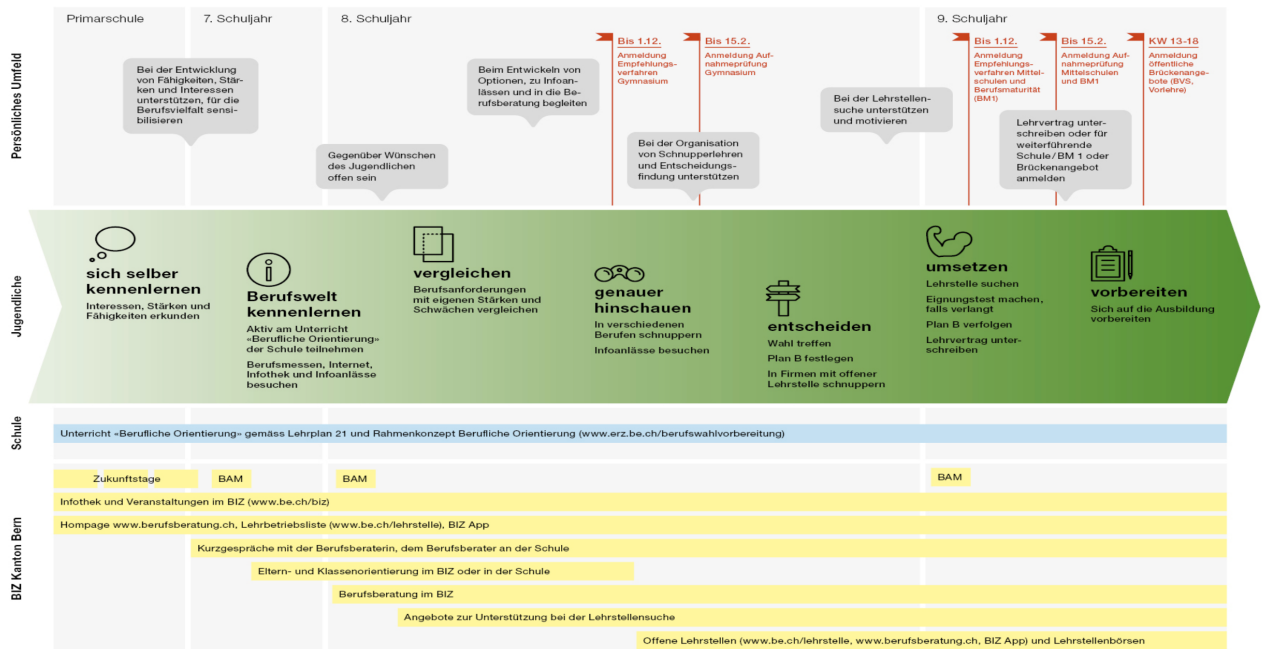 Primarschule
7. Schuljahr
8. Schuljahr
9. Schuljahr
Persönliches Umfeld
Bei der Entwicklung
von Fähigkeiten, Stär-
ken und Interessen
unterstützen, für die
Berufsvielfalt sensi-
bilisieren
Gegenüber Wünschen
des Jugendlichen
offen sein
Beim Entwickeln von
Optionen, zu Infoan-
lässen und in die Be-
rufsberatung begleiten
Bis 1.12.
Anmeldung
Empfehlungs-
verfahren
Gymnasium
Bis 15.2.
Anmeldung Auf-
nahmeprüfung
Gymnasium
Bei der Organisation
von Schnupperlehren
und Entscheidungs-
findung unterstützen
Bei der Lehrstellen-
suche unterstützen
und motivieren
Bis 1.12.
Anmeldung
Empfehlungs-
verfahren Mittel-
schulen und
Berufsmaturität
(BM1)
Bis 15.2.
Anmeldung Auf-
nahmeprüfung
Mittelschulen
und BM1
KW 13-18
Anmeldung
öffentliche
Brückenange-
bote (BVS,
Vorlehre)
Lehrvertrag unter-
schreiben oder für
weiterführende
Schule/BM 1 oder
Brückenangebot
anmelden
Jugendliche
sich selber
kennenlernen
Interessen, Stärken und
Fähigkeiten erkunden
Berufswelt
kennenlernen
Aktiv am Unterricht
«Berufliche Orientierung»
der Schule teilnehmen
Berufsmessen, Internet,
Infothek und Infoanlässe
besuchen
vergleichen
Berufsanforderungen
mit eigenen Stärken und
Schwächen vergleichen
genauer
hinschauen
In verschiedenen
Berufen schnuppern
Infoanlässe besuchen
entscheiden
Wahl treffen
Plan B festlegen
In Firmen mit offener
Lehrstelle schnuppern
umsetzen
Lehrstelle suchen
Eignungstest machen,
falls verlangt
Plan B verfolgen
Lehrvertrag unter-
schreiben
vorbereiten
Sich auf die Ausbildung
vorbereiten
Schule
Unterricht «Berufliche Orientierung» gemäss Lehrplan 21 und Rahmenkonzept Berufliche Orientierung (www.erz.be.ch/berufswahlvorbereitung)
BIZ Kanton Bern
Zukunftstage
BAM
BAM
BAM
Infothek und Veranstaltungen im BIZ (www.be.ch/biz)
Hompage www.berufsberatung.ch, Lehrbetriebsliste (www.be.ch/lehrstelle), BIZ App
Kurzgespräche mit der Berufsberaterin, dem Berufsberater an der Schule
Eltern- und Klassenorientierung im BIZ oder in der Schule
Berufsberatung im BIZ
Angebote zur Unterstützung bei der Lehrstellensuche
Offene Lehrstellen (www.be.ch/lehrstelle, www.berufsberatung.ch, BIZ App) und Lehrstellenbörsen